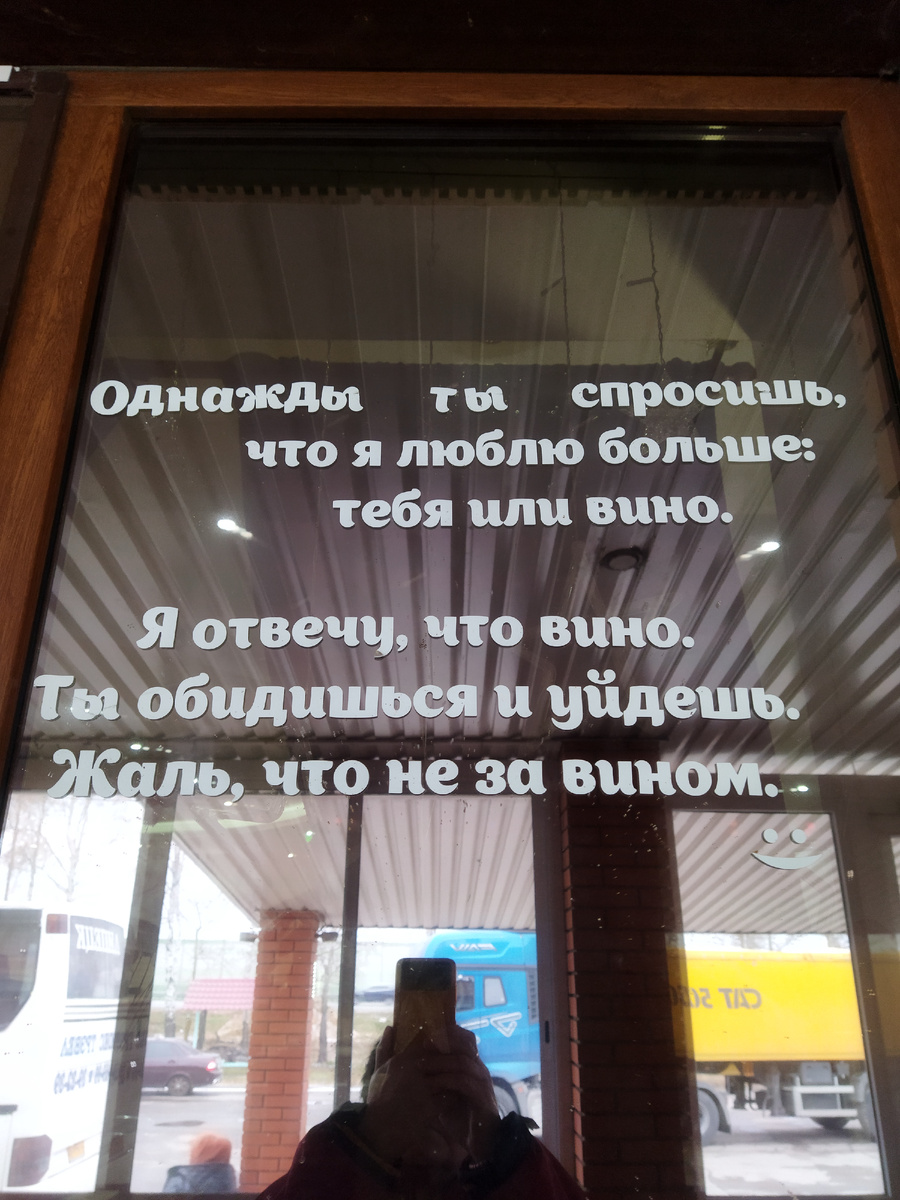 Однажды ты спросишь,
что я люблю больше:
тебя или вино.
Я отвечу, что вино.
Ты обидишься и уйдешь.
Жаль, что не за вином.